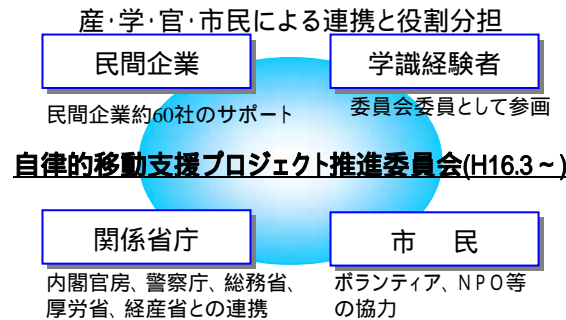 産・学・官・市民による連携と役割分担
民間企業
学識経験者
民間企業約60社のサポート
委員会委員として参画
自律的移動支援プロジェクト推進委員会(H16.3～)
関係省庁
市　民
内閣官房、警察庁、総務省、
厚労省、経産省との連携
ボランティア、NPO等
の協力